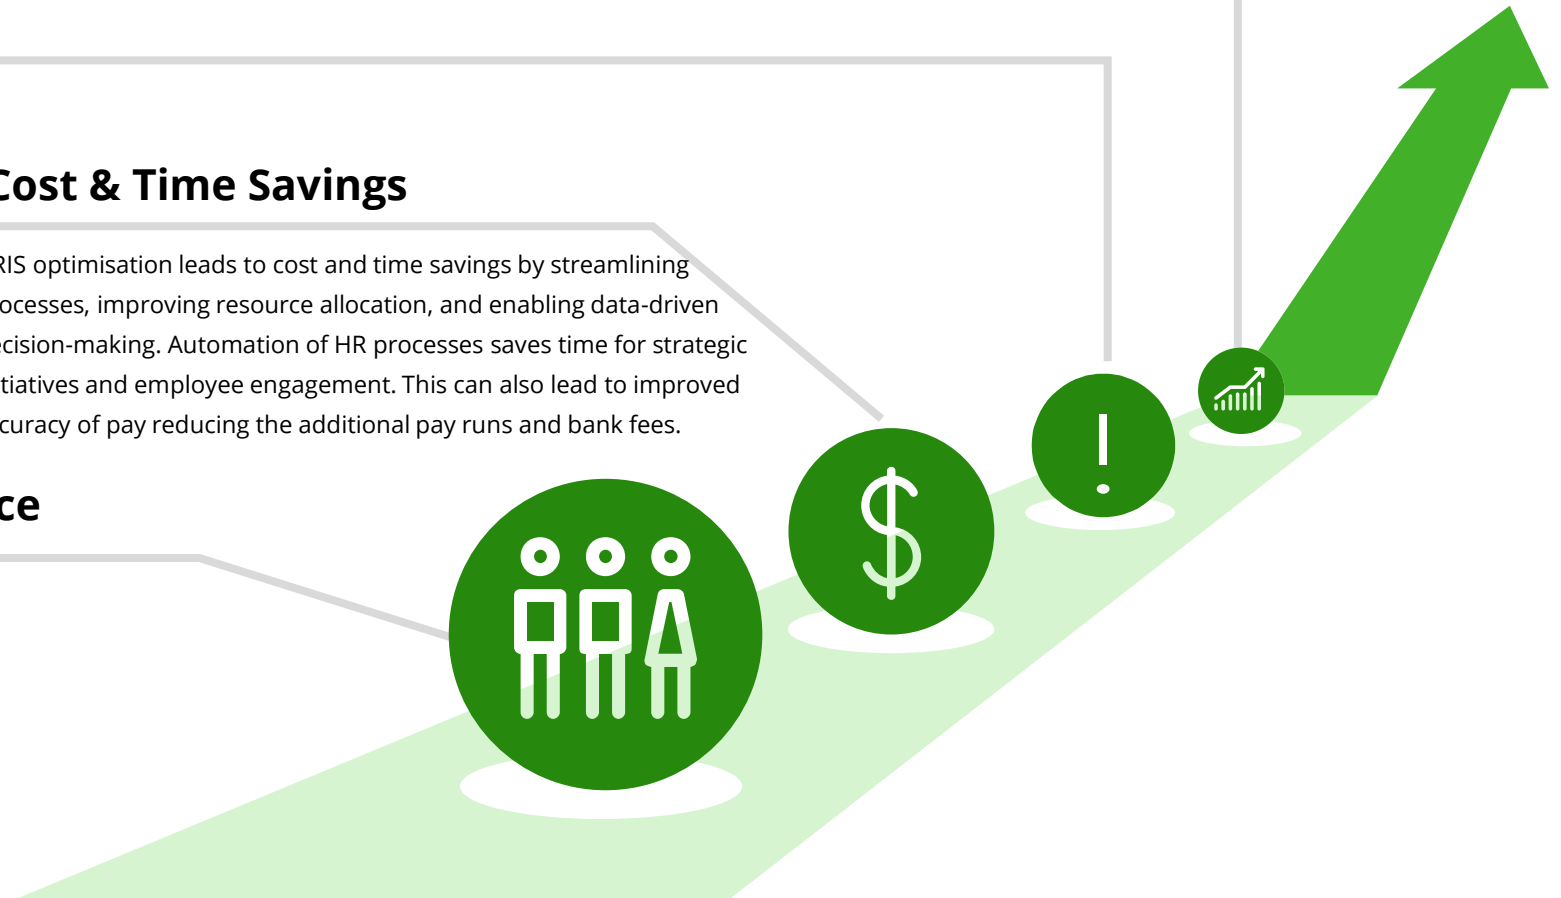 Cost & Time Savings
RIS optimisation leads to cost and time savings by streamlining
ocesses, improving resource allocation, and enabling data-driven
cision-making. Automation of HR processes saves time for strategic
tiatives and employee engagement. This can also lead to improved
curacy of pay reducing the additional pay runs and bank fees.
ce